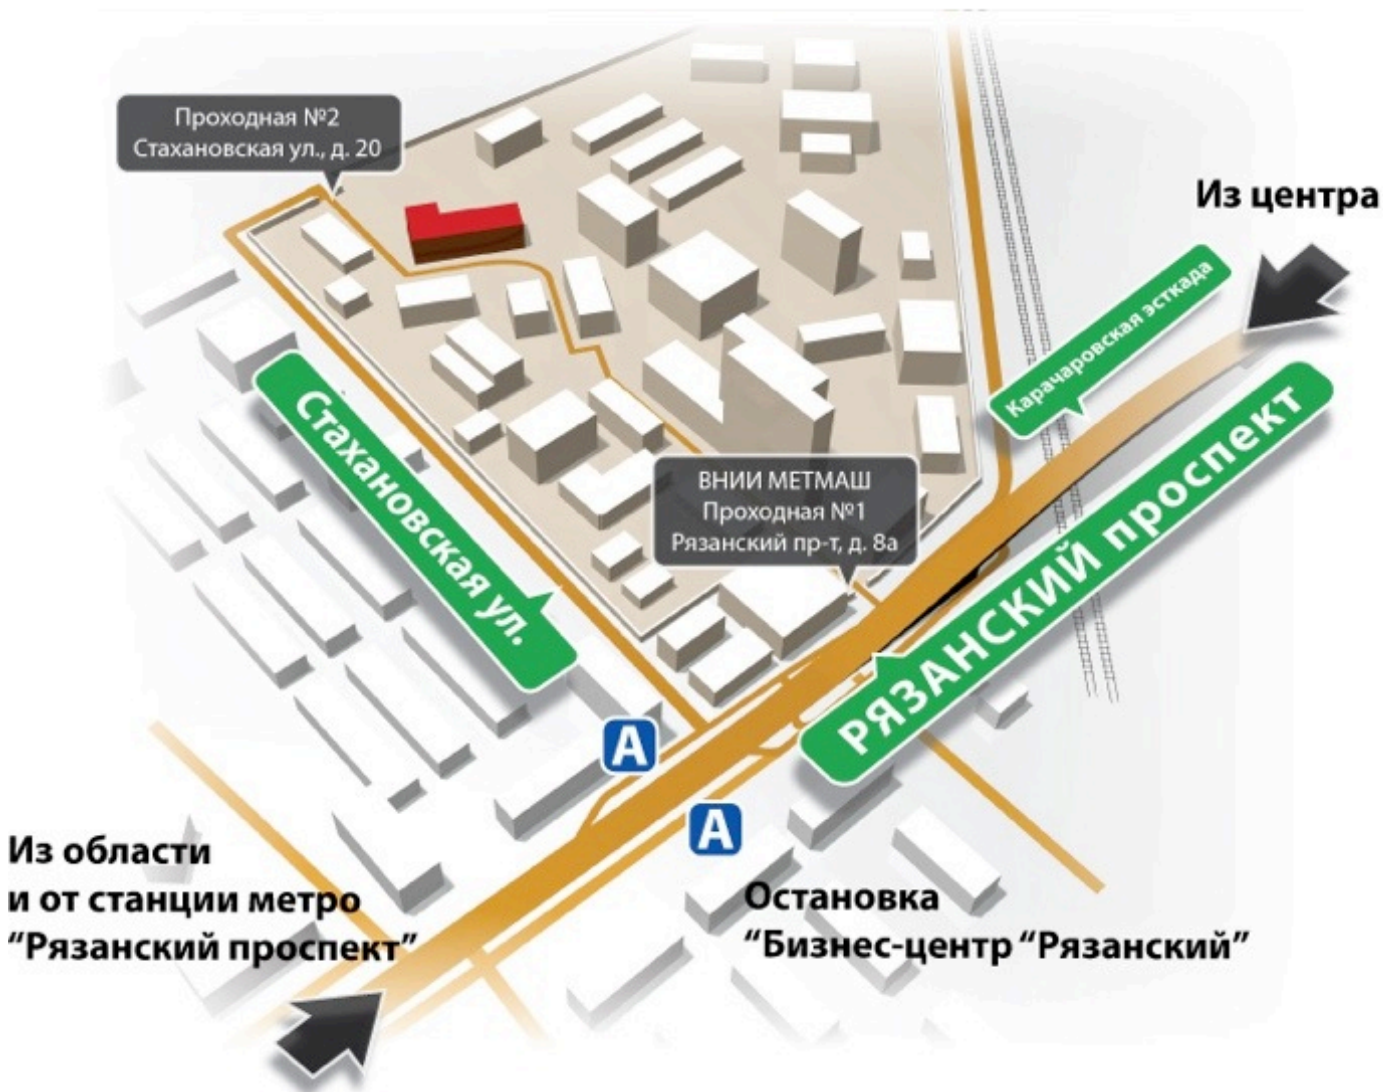 Проходная №2
Стахановская ул., д. 20
Из центра
Карачаровская эсткада
РЯЗАНСКИЙ проспект
Стахановская ул.
ВНИИ МЕТМАШ
Проходная №1
Рязанский пр-т, д. 8а
А
А
Из области
и от станции метро
“Рязанский проспект”
Остановка
“Бизнес-центр “Рязанский”